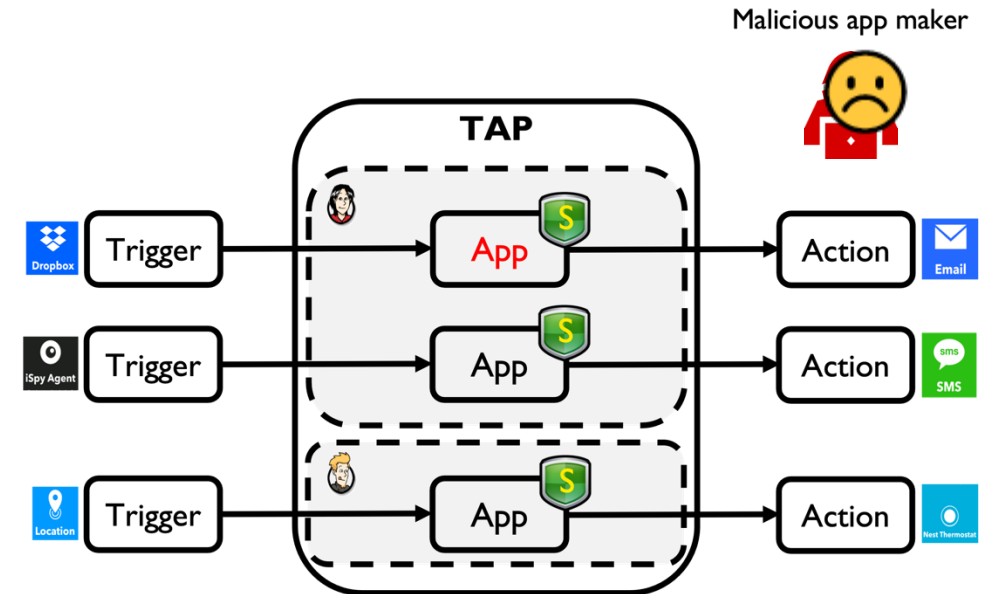 Malicious app maker
TAP
Dropbox
Trigger
App
S
Action
Email
iSpy Agent
Trigger
App
S
Action
sms
SMS
Location
Trigger
App
S
Action
Nest Thermostat